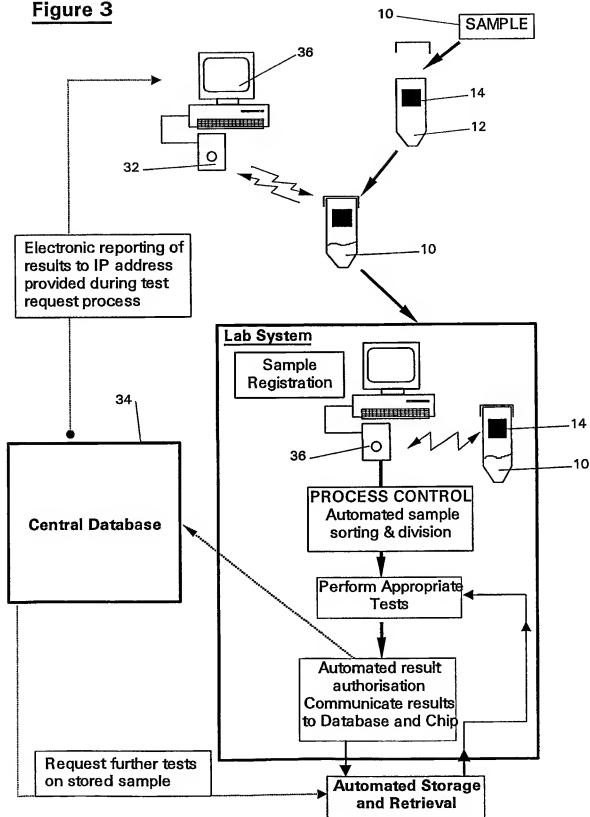 Figure 3
10
SAMPLE
36
14
12
32
10
Electronic reporting of
results to IP address
provided during test
request process
Lab System
Sample
Registration
34
14
36
10
Central Database
PROCESS CONTROL
Automated sample
sorting & division
Perform Appropriate
Tests
Automated result
authorisation
Communicate results
to Database and Chip
Request further tests
on stored sample
Automated Storage
and Retrieval